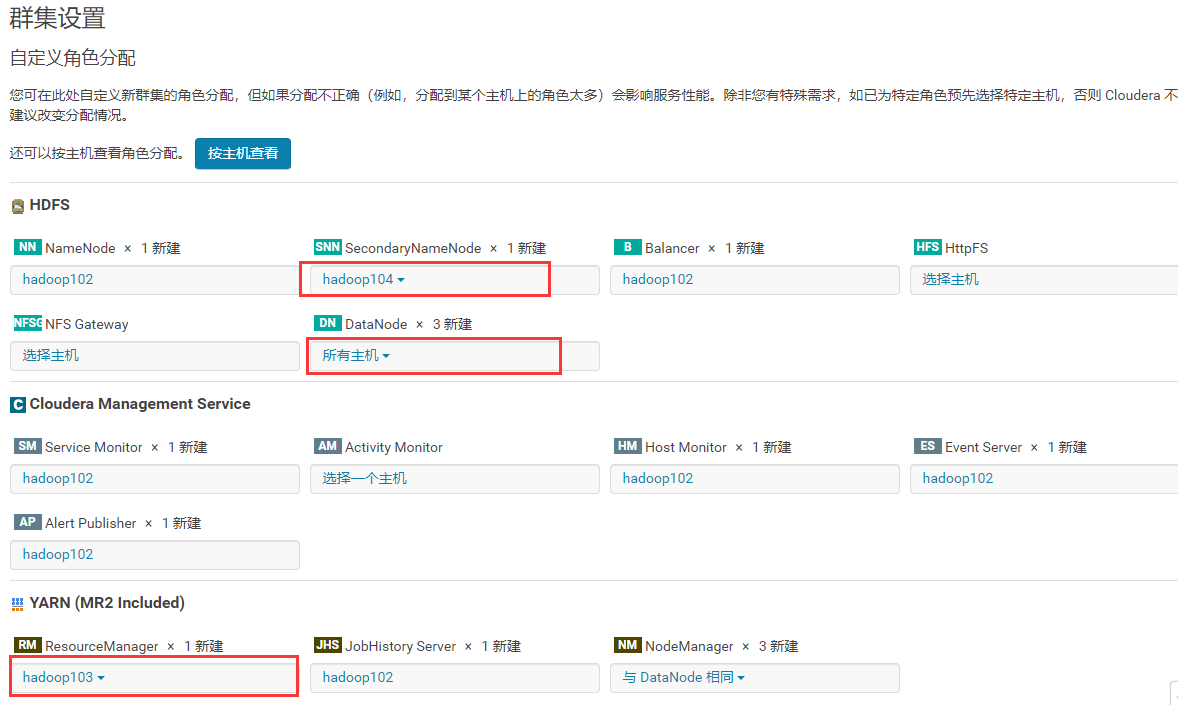 群集设置
自定义角色分配
您可在此处自定义新群集的角色分配，但如果分配不正确（例如，分配到某个主机上的角色太多）会影响服务性能。除非您有特殊需求，如已为特定角色预先选择特定主机，否则 Cloudera 不
建议改变分配情况。
还可以按主机查看角色分配。 按主机查看
HDFS
NN NameNode × 1 新建 SNN SecondaryNameNode × 1 新建 B Balancer × 1 新建 HFS HttpFS
hadoop102 hadoop104 hadoop102 选择主机
NFSG NFS Gateway DN DataNode × 3 新建
选择主机 所有主机
C Cloudera Management Service
SM Service Monitor × 1 新建 AM Activity Monitor HM Host Monitor × 1 新建 ES Event Server × 1 新建
hadoop102 选择一个主机 hadoop102 hadoop102
AP Alert Publisher × 1 新建
hadoop102
YARN (MR2 Included)
RM ResourceManager × 1 新建 JHS JobHistory Server × 1 新建 NM NodeManager × 3 新建
hadoop103 hadoop102 与 DataNode 相同